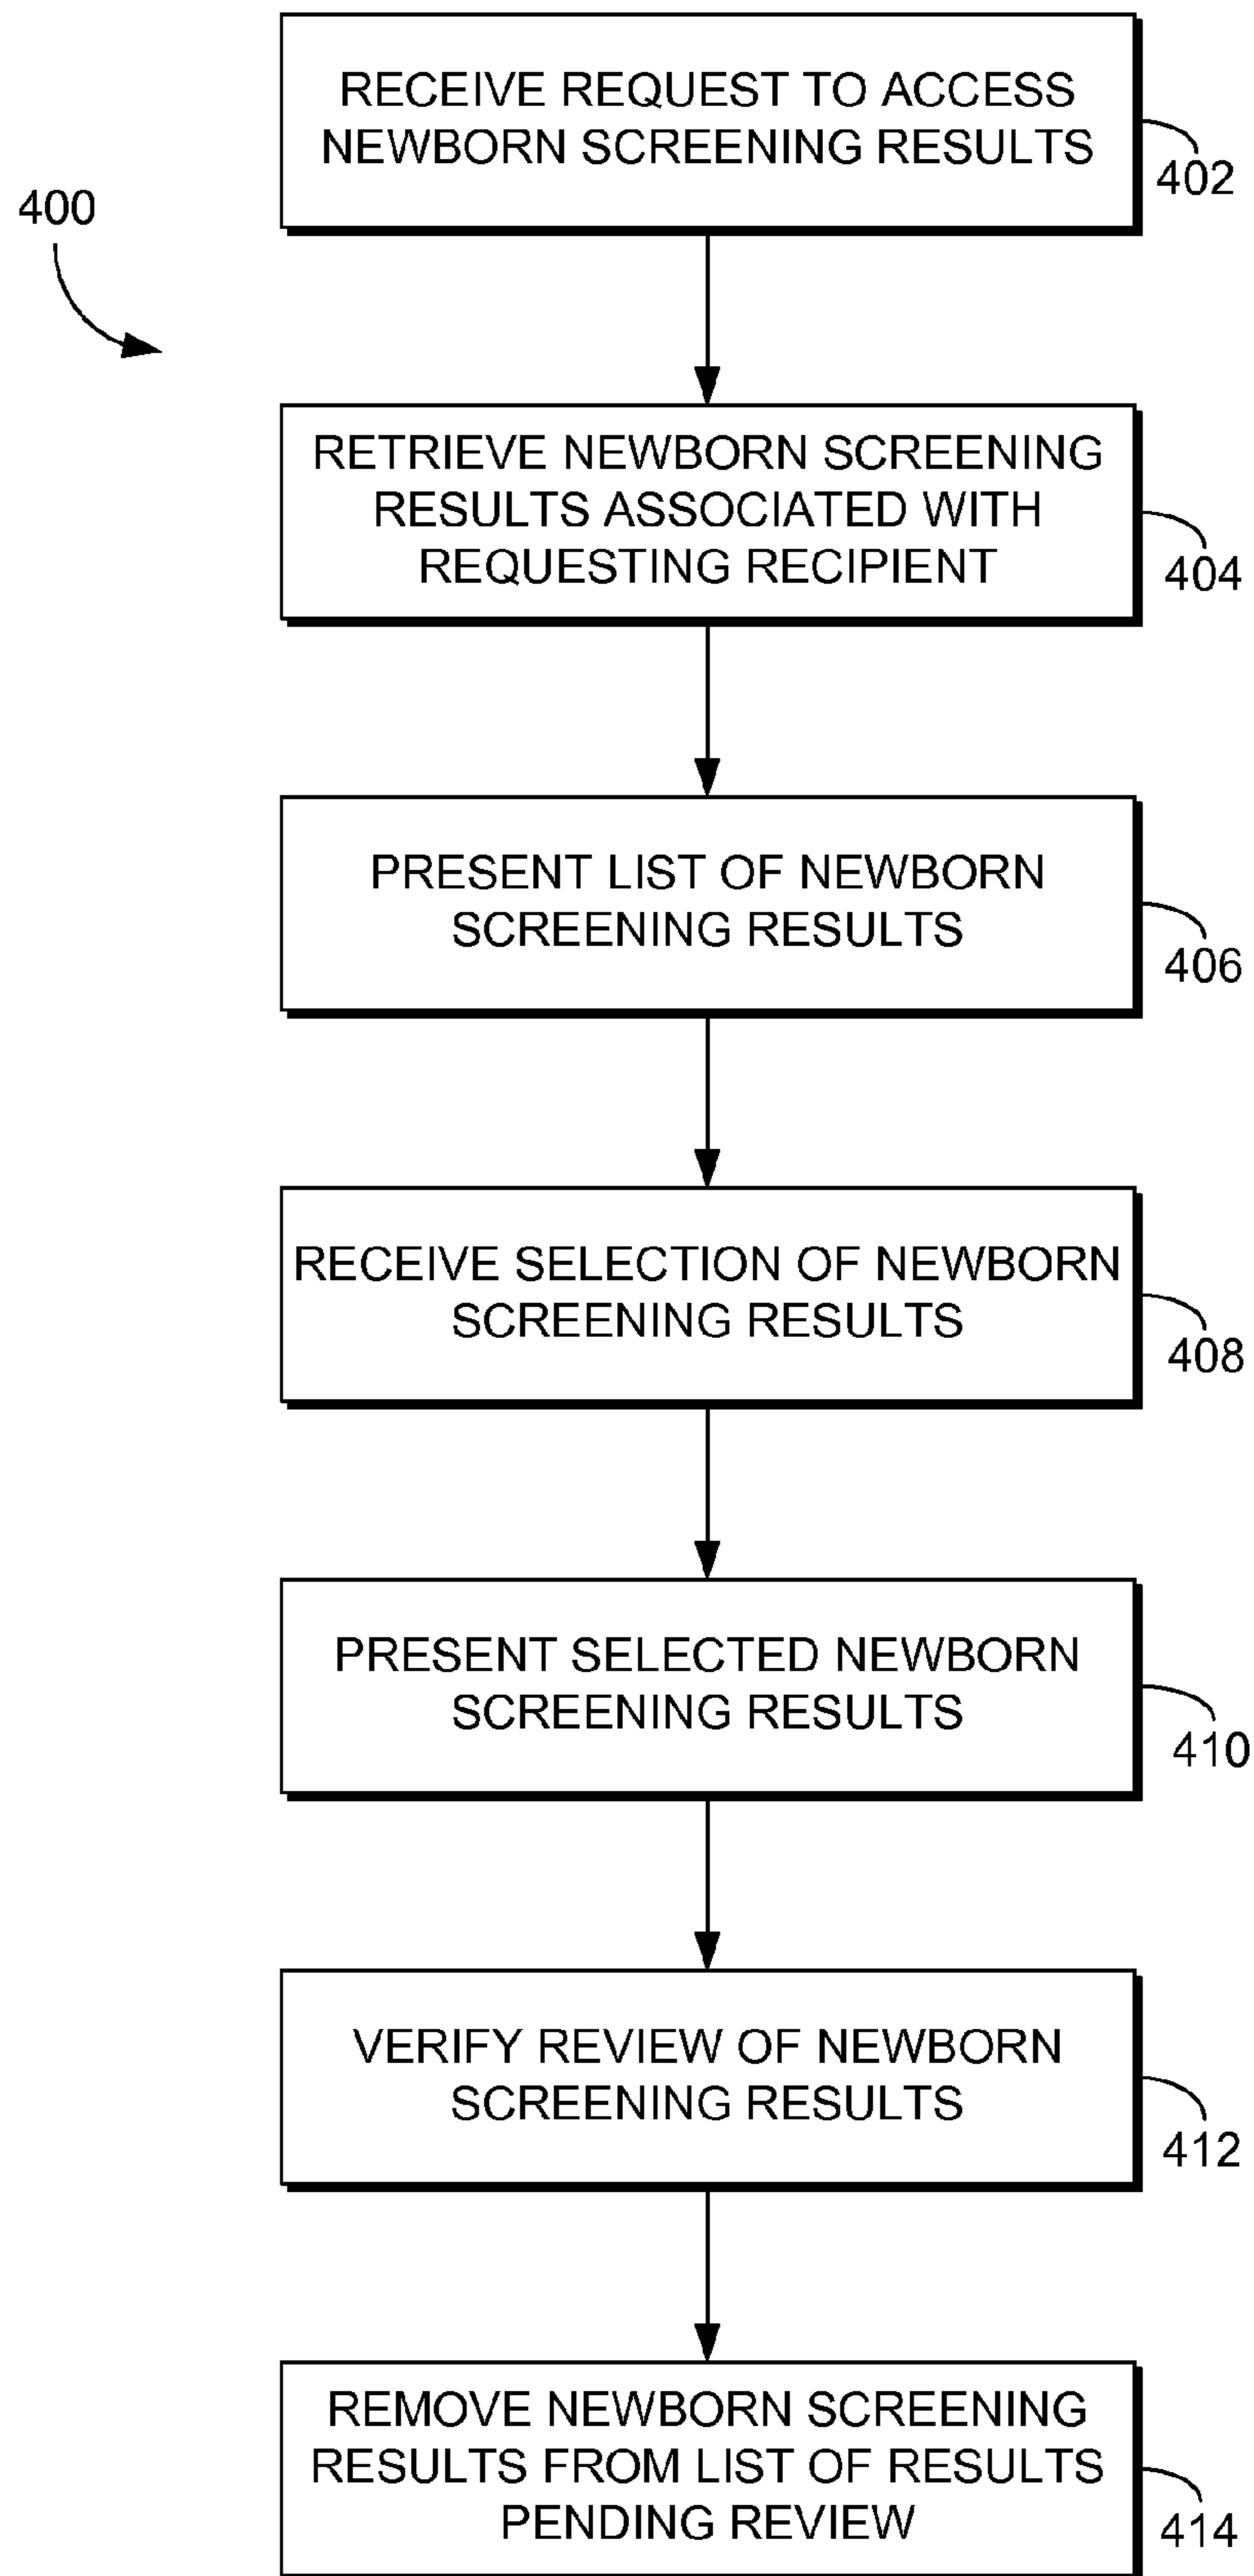 RECEIVE REQUEST TO ACCESS
NEWBORN SCREENING RESULTS
402
400
RETRIEVE NEWBORN SCREENING
RESULTS ASSOCIATED WITH
REQUESTING RECIPIENT
404
PRESENT LIST OF NEWBORN
SCREENING RESULTS
406
RECEIVE SELECTION OF NEWBORN
SCREENING RESULTS
408
PRESENT SELECTED NEWBORN
SCREENING RESULTS
410
VERIFY REVIEW OF NEWBORN
SCREENING RESULTS
412
REMOVE NEWBORN SCREENING
RESULTS FROM LIST OF RESULTS
PENDING REVIEW
414